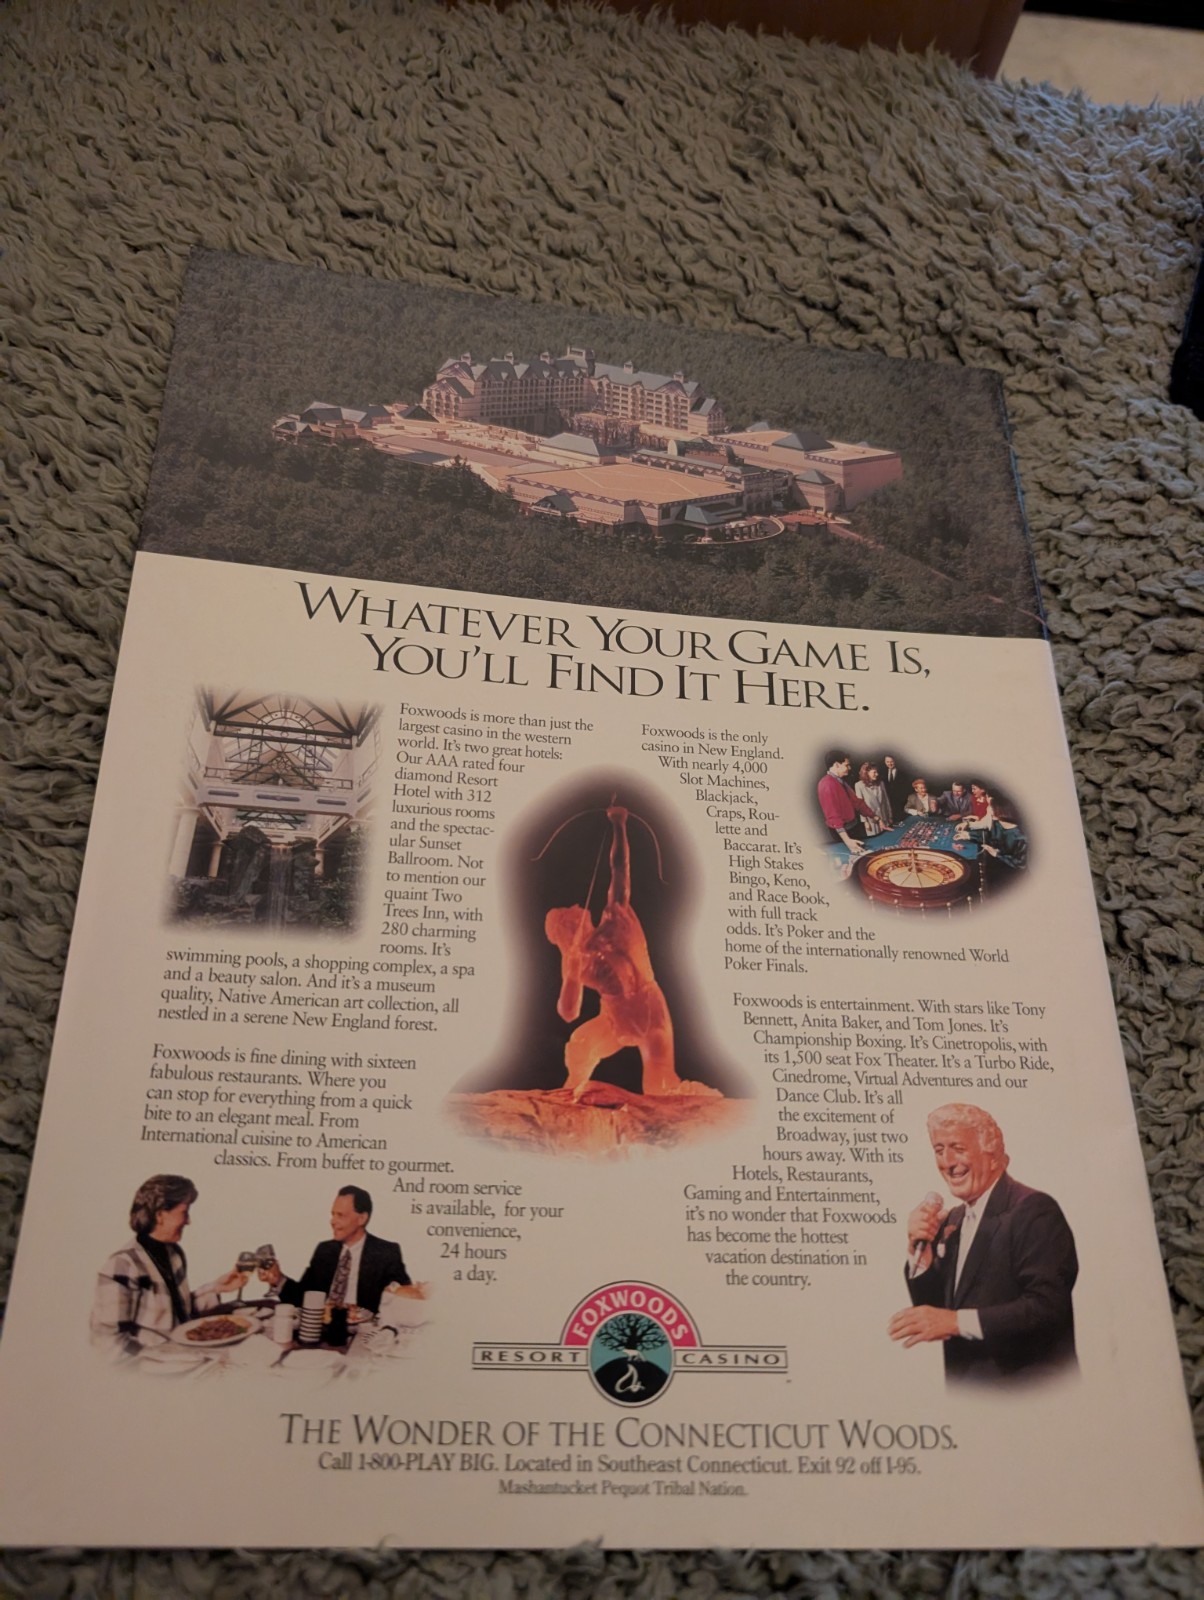 WHATEVER YOUR GAME IS,
YOU'LL FIND IT HERE.
Foxwoods is more than just the
largest casino in the western
world. It's two great hotels:
Our AAA rated four
diamond Resort
Hotel with 312
luxurious rooms
and the spectac-
ular Sunset
Ballroom. Not
to mention our
quaint Two
Trees Inn, with
280 charming
rooms. It's
swimming pools, a shopping complex, a spa
and a beauty salon. And it's a museum
quality, Native American art collection, all
nestled in a serene New England forest.
Foxwoods is fine dining with sixteen
fabulous restaurants. Where you
can stop for everything from a quick
bite to an elegant meal. From
International cuisine to American
classics. From buffet to gourmet.
And room service
is available, for your
convenience,
24 hours
a day.
Foxwoods is the only
casino in New England.
With nearly 4,000
Slot Machines,
Blackjack,
Craps, Rou-
lette and
Baccarat. It's
High Stakes
Bingo, Keno,
and Race Book,
with full track
odds. It's Poker and the
home of the internationally renowned World
Poker Finals.
Foxwoods is entertainment. With stars like Tony
Bennett, Anita Baker, and Tom Jones. It's
Championship Boxing. It's Cinetropolis, with
its 1,500 seat Fox Theater. It's a Turbo Ride,
Cinedrome, Virtual Adventures and our
Dance Club. It's all
the excitement of
Broadway, just two
hours away. With its
Hotels, Restaurants,
Gaming and Entertainment,
it's no wonder that Foxwoods
has become the hottest
vacation destination in
the country.
FOXWOODS
RESORT CASINO
THE WONDER OF THE CONNECTICUT WOODS.
Call 1-800-PLAY BIG. Located in Southeast Connecticut. Exit 92 off I-95.
Mashantucket Pequot Tribal Nation.